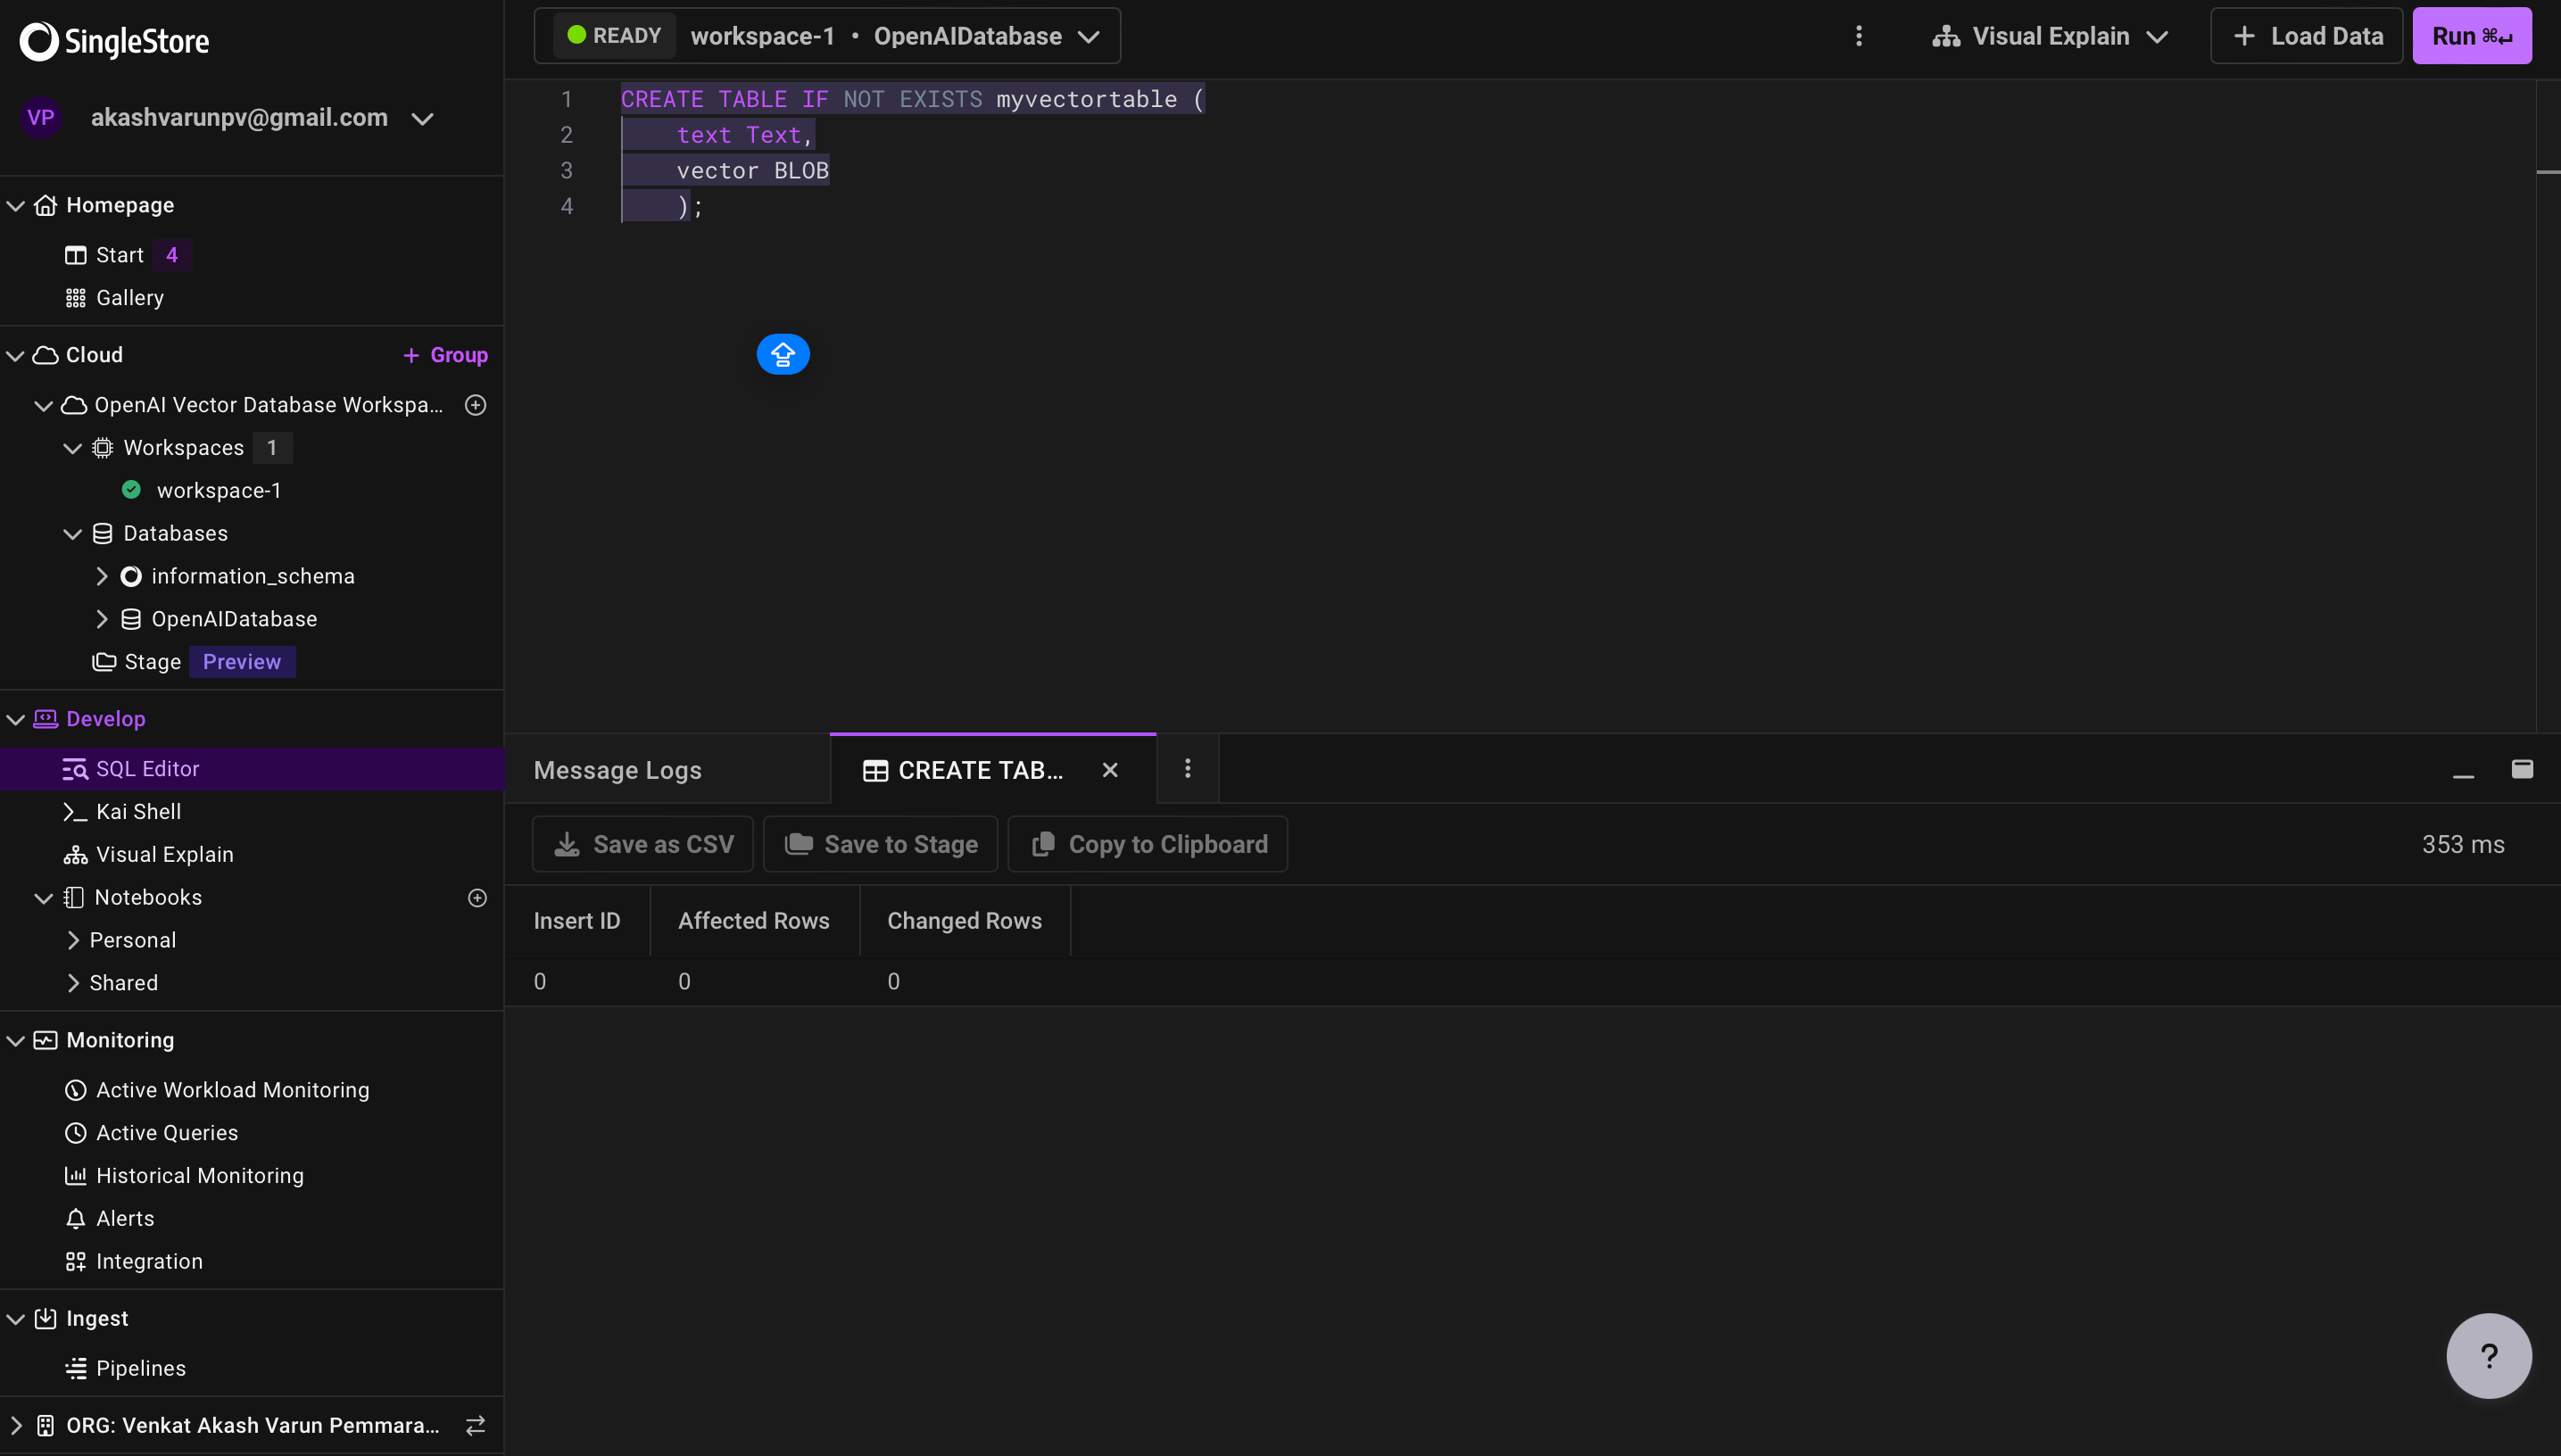 SingleStore
VP akashvarunpv@gmail.com
Homepage
Start 4
Gallery
Cloud + Group
OpenAI Vector Database Workspa...
Workspaces 1
workspace-1
Databases
information_schema
OpenAIDatabase
Stage Preview
Develop
SQL Editor
Kai Shell
Visual Explain
Notebooks
Personal
Shared
Monitoring
Active Workload Monitoring
Active Queries
Historical Monitoring
Alerts
Integration
Ingest
Pipelines
ORG: Venkat Akash Varun Pemmara...
READY workspace-1 • OpenAIDatabase
Visual Explain
+ Load Data
Run ⌘↵
1 CREATE TABLE IF NOT EXISTS myvectortable (
2 text Text,
3 vector BLOB
4 );
Message Logs
CREATE TAB...
Save as CSV
Save to Stage
Copy to Clipboard
353 ms
Insert ID Affected Rows Changed Rows
0 0 0
?